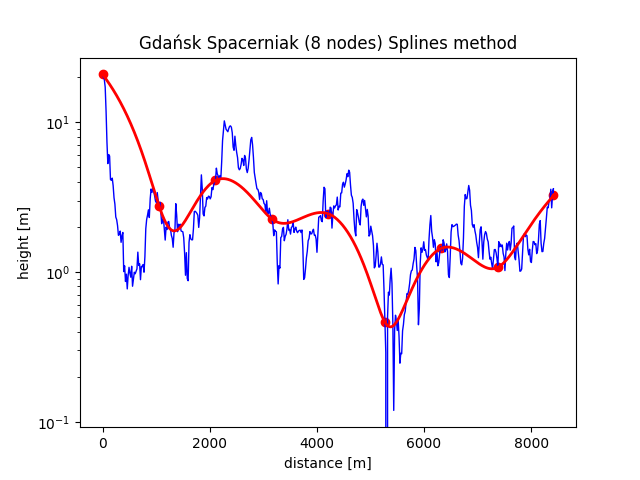 Gdańsk Spacerniak (8 nodes) Splines method
height [m]
10¹
10⁰
10⁻¹
0 2000 4000 6000 8000
distance [m]